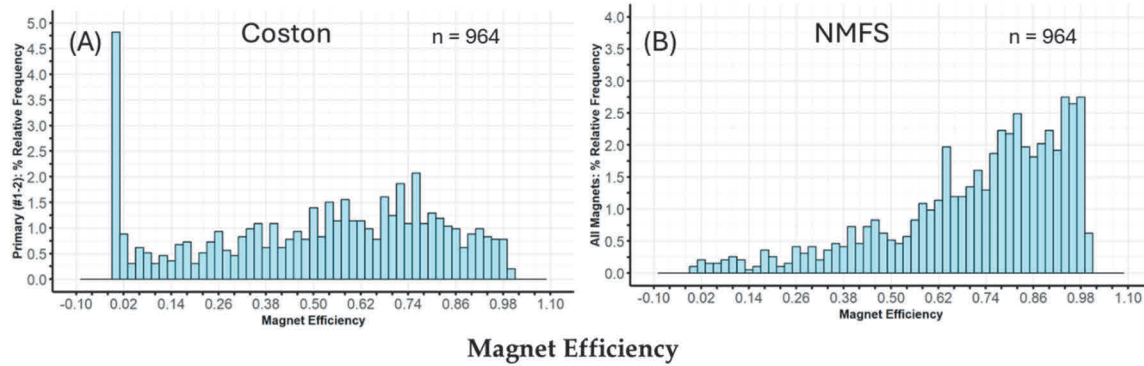 (A) Coston n = 964
Primary (#1-2): % Relative Frequency
5.0
4.5
4.0
3.5
3.0
2.5
2.0
1.5
1.0
0.5
0.0
-0.10 0.02 0.14 0.26 0.38 0.50 0.62 0.74 0.86 0.98 1.10
Magnet Efficiency
(B) NMFS n = 964
All Magnets: % Relative Frequency
4.0
3.5
3.0
2.5
2.0
1.5
1.0
0.5
0.0
-0.10 0.02 0.14 0.26 0.38 0.50 0.62 0.74 0.86 0.98 1.10
Magnet Efficiency
Magnet Efficiency